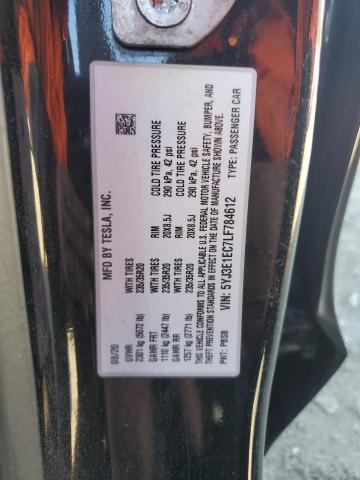 MFD BY TESLA, INC.
08/20
GVWR
2301 kg (5072 lb)
WITH TIRES
235/35R20
RIM
20X8.5J
COLD TIRE PRESSURE
290 kPa, 42 psi
GAWR FRT
1110 kg (2447 lb)
WITH TIRES
235/35R20
RIM
20X8.5J
COLD TIRE PRESSURE
290 kPa, 42 psi
GAWR RR
1257 kg (2771 lb)
THIS VEHICLE CONFORMS TO ALL APPLICABLE U.S. FEDERAL MOTOR VEHICLE SAFETY, BUMPER, AND
THEFT PREVENTION STANDARDS IN EFFECT ON THE DATE OF MANUFACTURE SHOWN ABOVE.
VIN: 5YJ3E1EC7LF784612
TYPE: PASSENGER CAR
PNT: PBSB